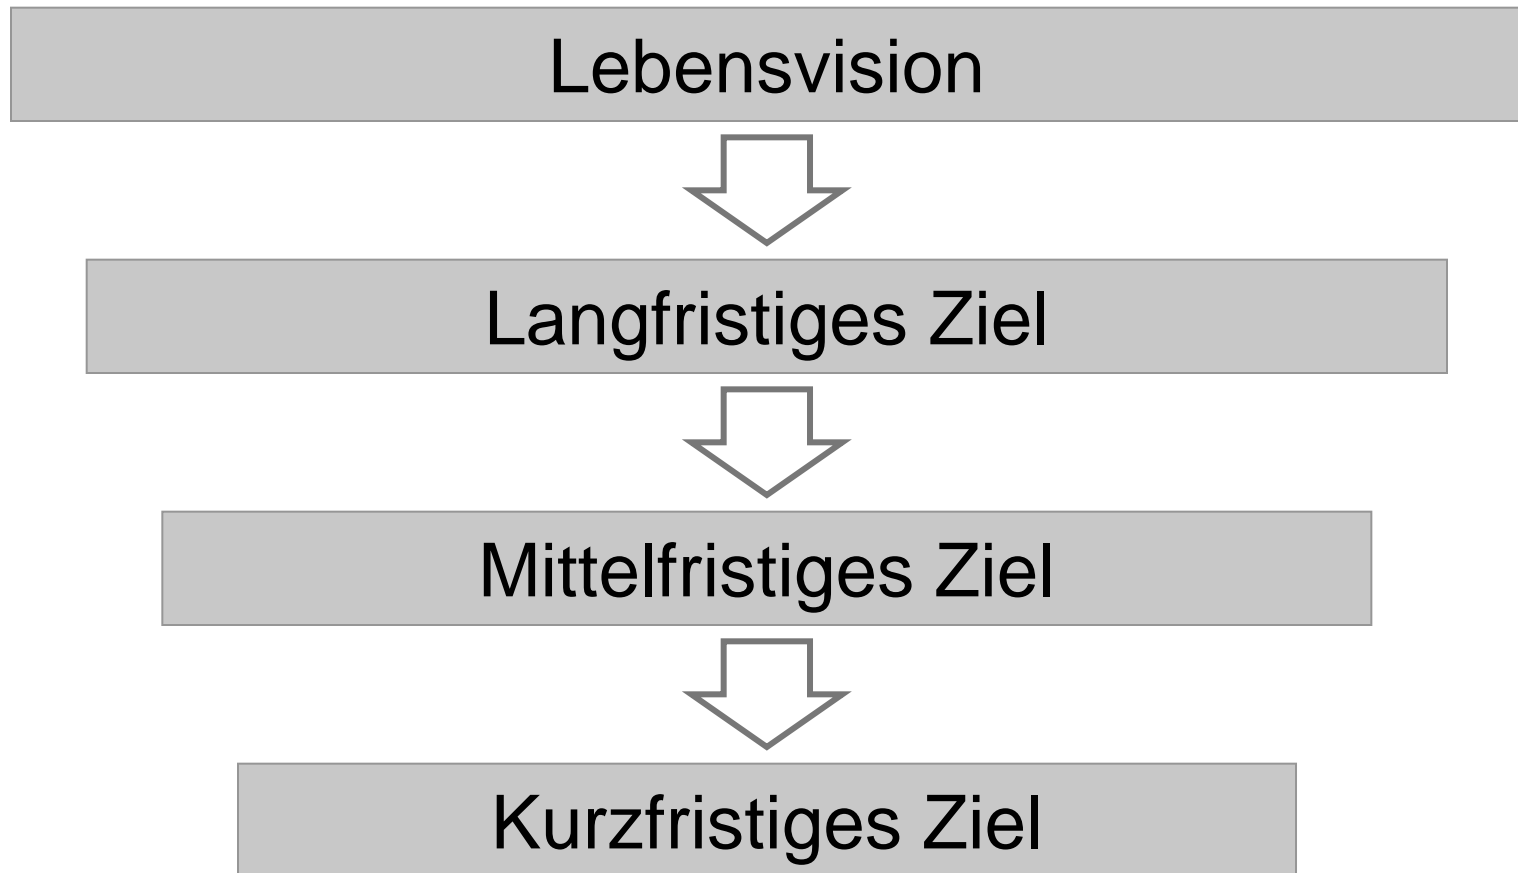 Lebensvision
Langfristiges Ziel
Mittelfristiges Ziel
Kurzfristiges Ziel